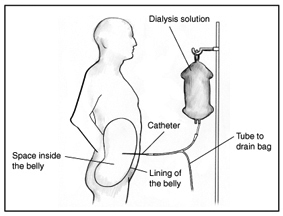 Dialysis solution
Catheter
Tube to
drain bag
Space inside
the belly
Lining of
the belly